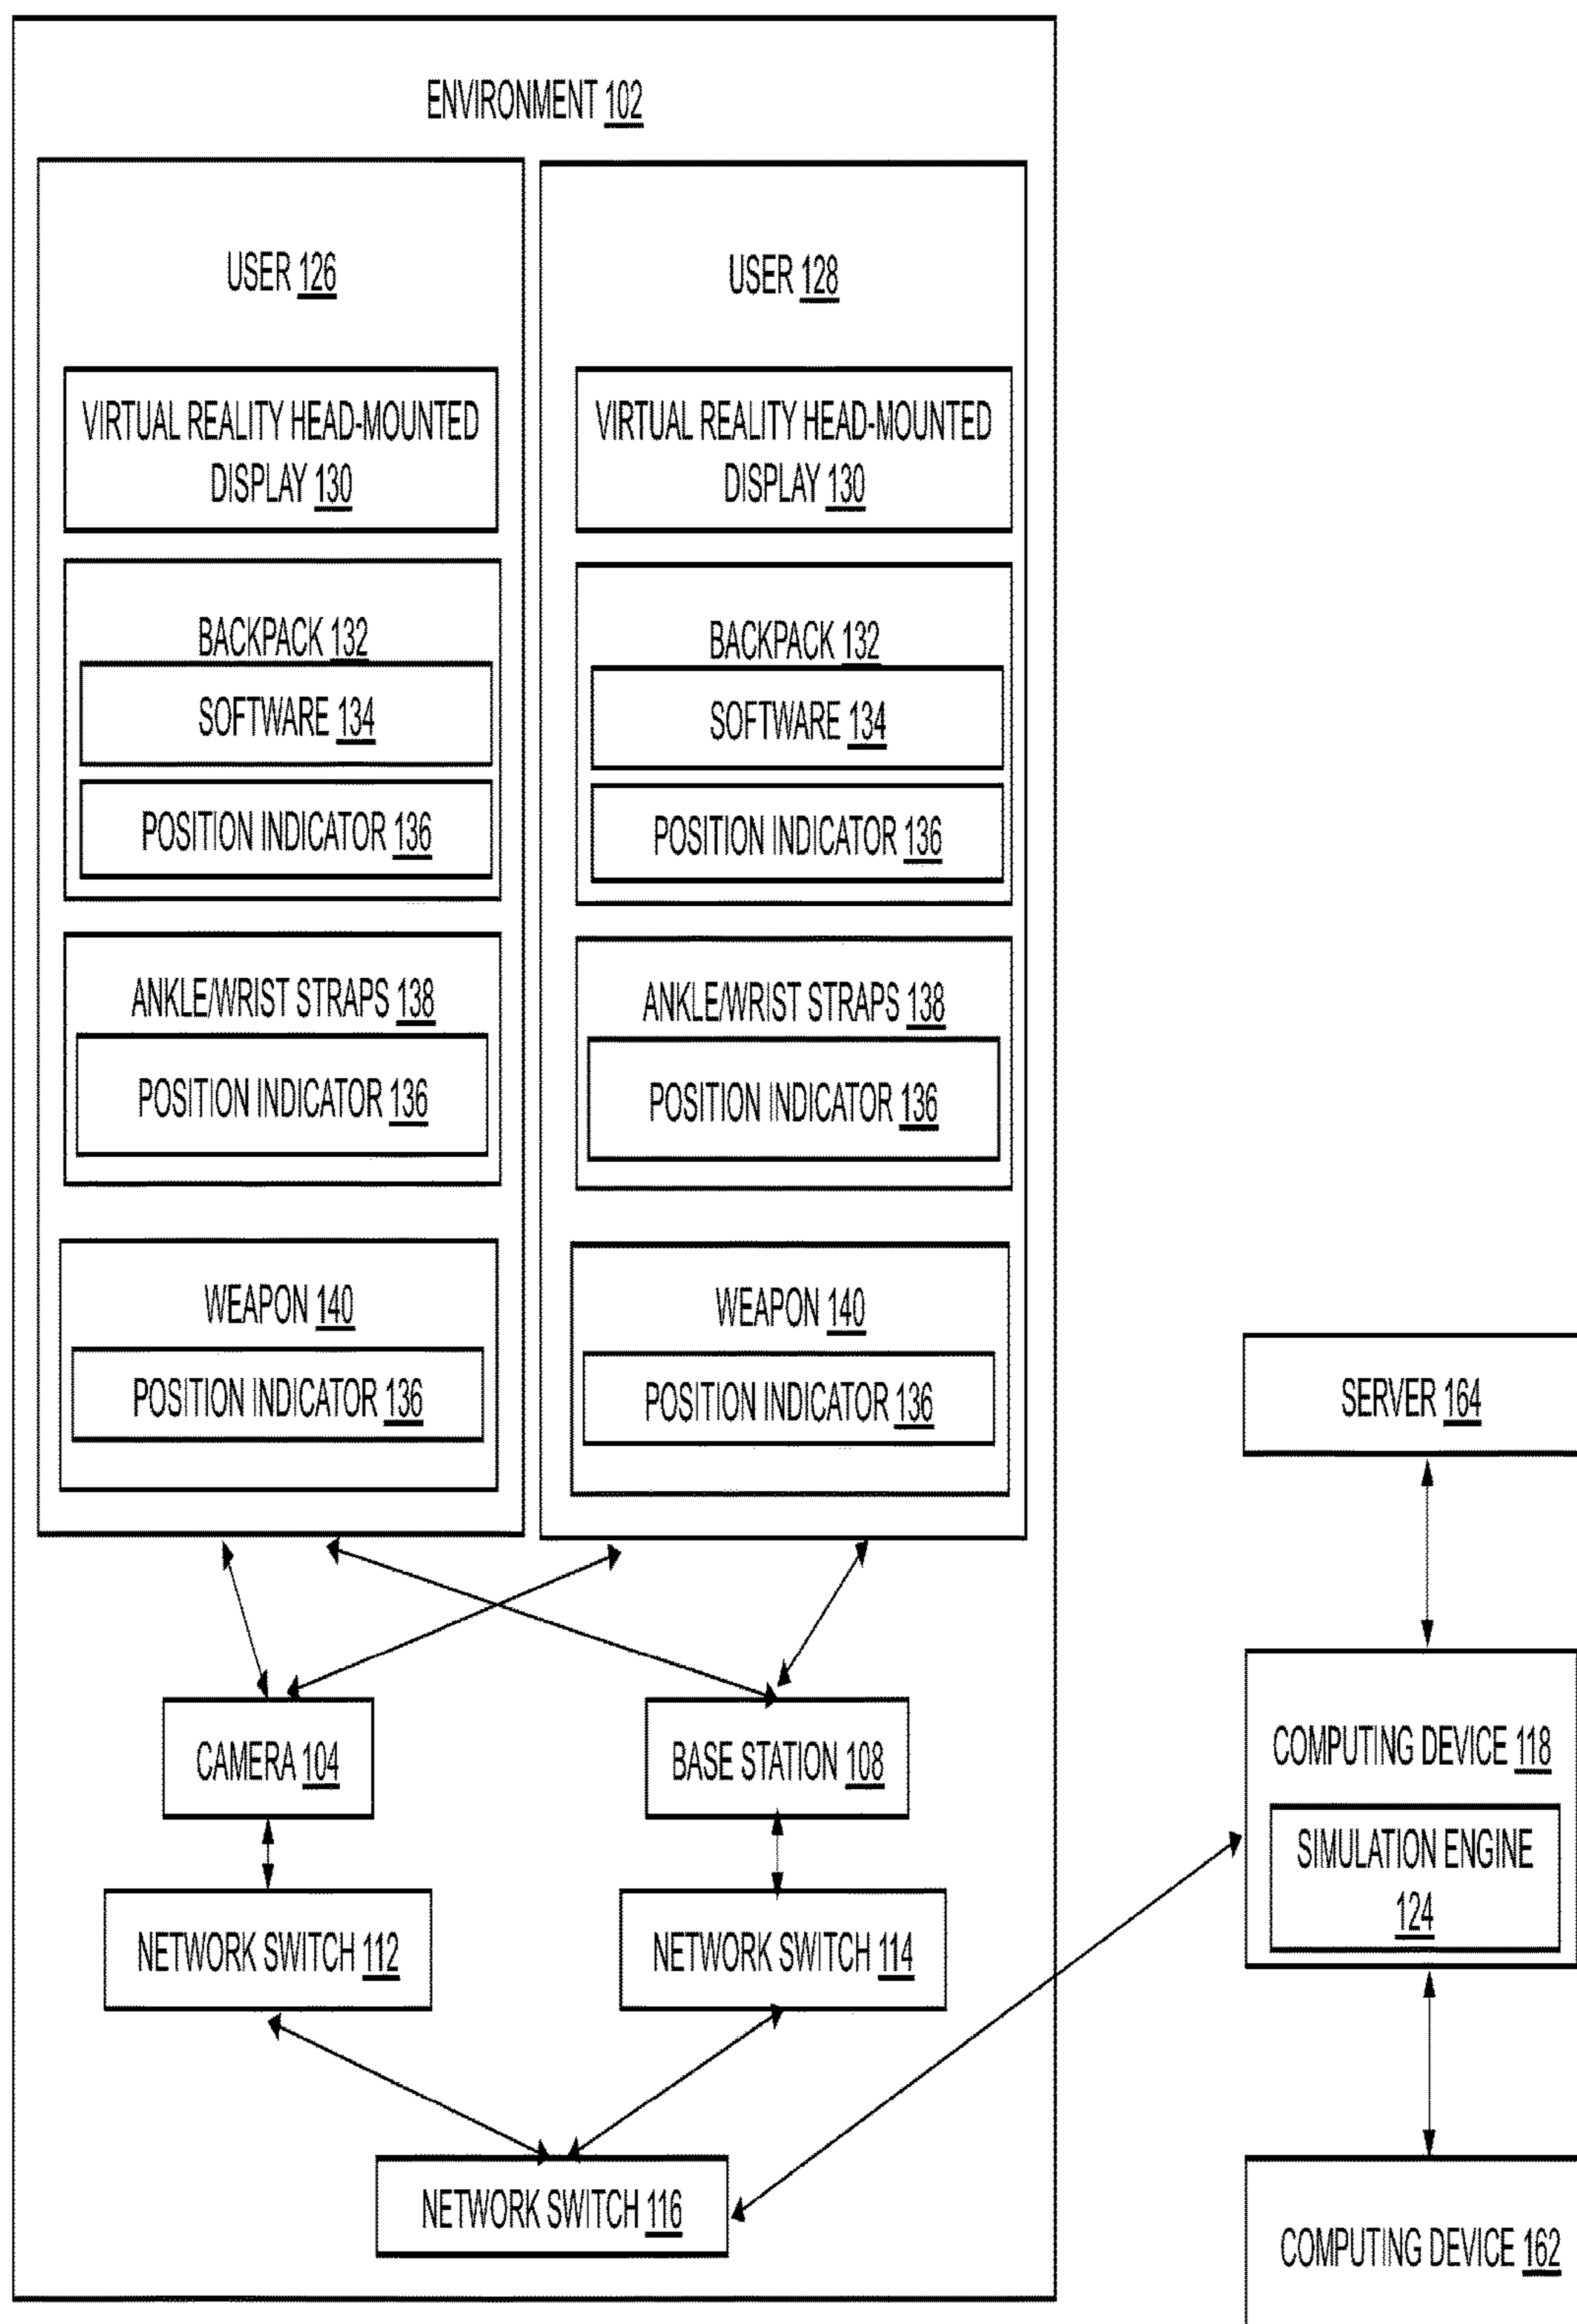 ENVIRONMENT 102
USER 126
VIRTUAL REALITY HEAD-MOUNTED
DISPLAY 130
BACKPACK 132
SOFTWARE 134
POSITION INDICATOR 136
ANKLE/WRIST STRAPS 138
POSITION INDICATOR 136
WEAPON 140
POSITION INDICATOR 136
USER 128
VIRTUAL REALITY HEAD-MOUNTED
DISPLAY 130
BACKPACK 132
SOFTWARE 134
POSITION INDICATOR 136
ANKLE/WRIST STRAPS 138
POSITION INDICATOR 136
WEAPON 140
POSITION INDICATOR 136
CAMERA 104
BASE STATION 108
NETWORK SWITCH 112
NETWORK SWITCH 114
NETWORK SWITCH 116
SERVER 164
COMPUTING DEVICE 118
SIMULATION ENGINE
124
COMPUTING DEVICE 162